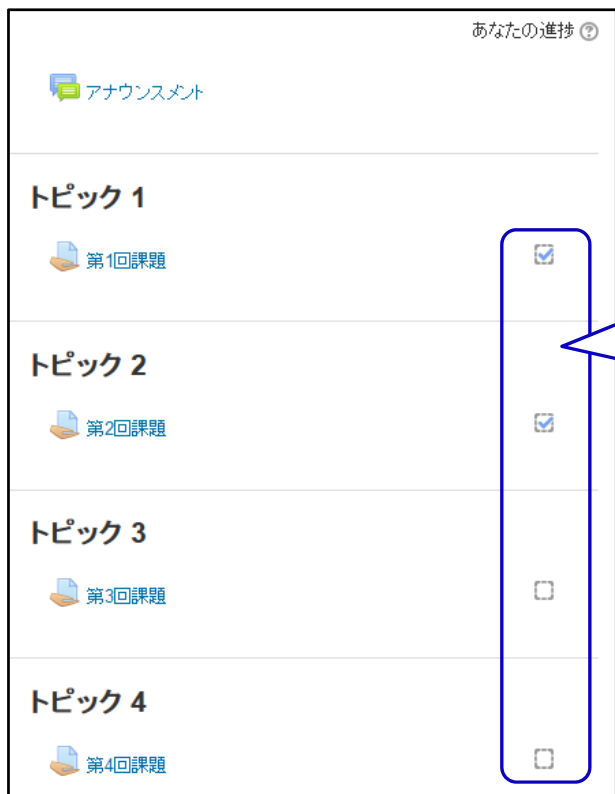 あなたの進捗 ?
アナウンスメント
トピック 1
第1回課題
トピック 2
第2回課題
トピック 3
第3回課題
トピック 4
第4回課題